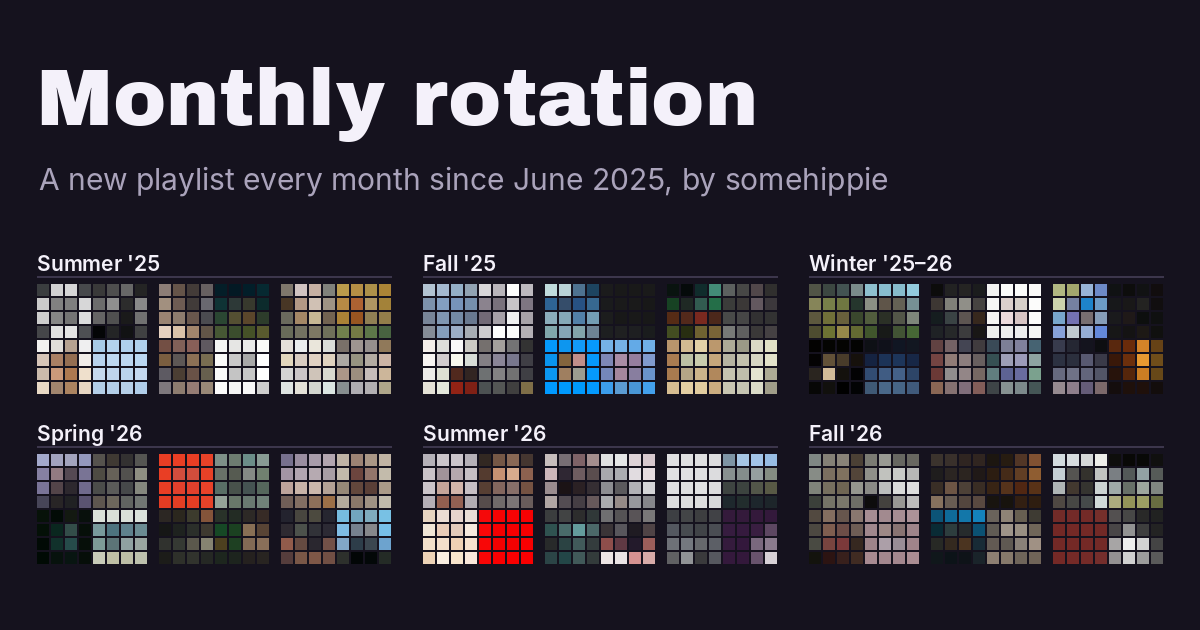 Monthly rotation
A new playlist every month since June 2025, by somehippie
Summer '25
Fall '25
Winter '25–26
Spring '26
Summer '26
Fall '26